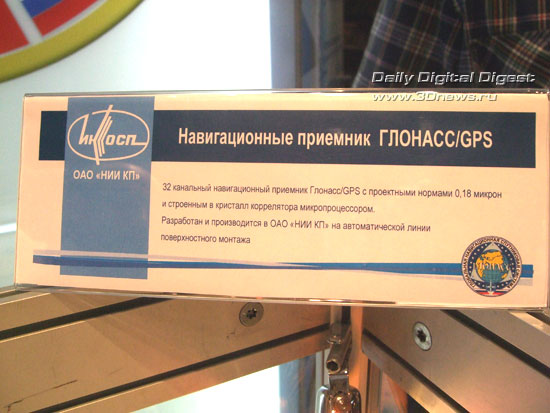 Daily Digital Digest
www.3Dnews.ru
Инкосп
ОАО «НИИ КП»
Навигационные приемник ГЛОНАСС/GPS
32 канальный навигационный приемник Глонасс/GPS с проектными нормами 0,18 микрон
и строенным в кристалл коррелятора микропроцессором.
Разработан и производится в ОАО «НИИ КП» на автоматической линии
поверхностного монтажа